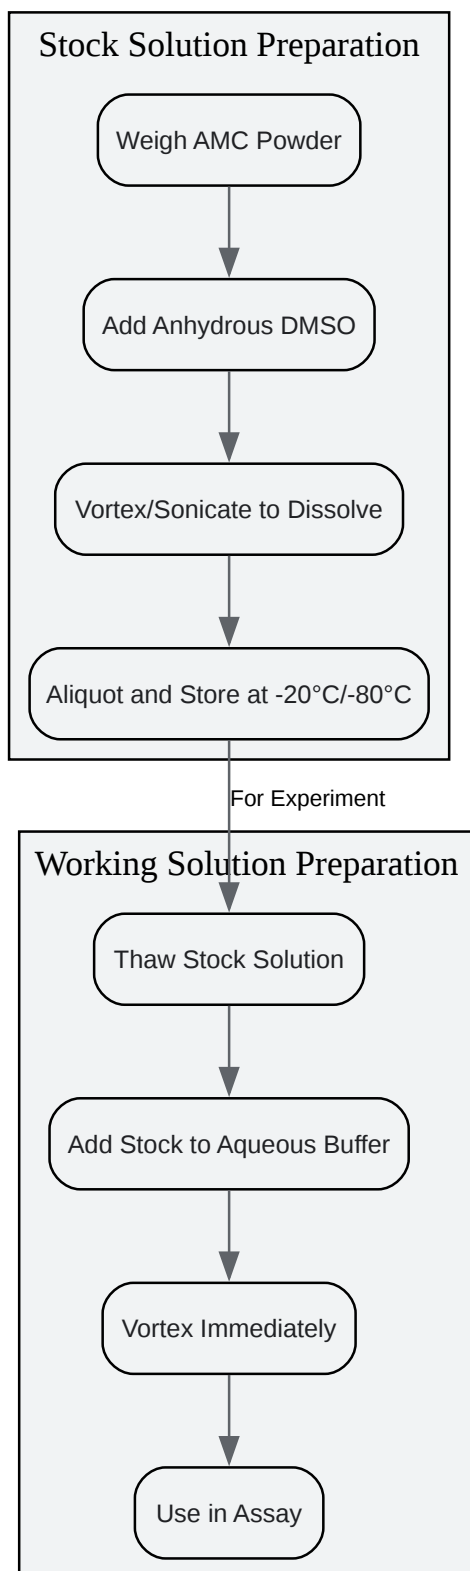 Stock Solution Preparation
Weigh AMC Powder
Add Anhydrous DMSO
Vortex/Sonicate to Dissolve
Aliquot and Store at -20°C/-80°C
For Experiment
Working Solution Preparation
Thaw Stock Solution
Add Stock to Aqueous Buffer
Vortex Immediately
Use in Assay